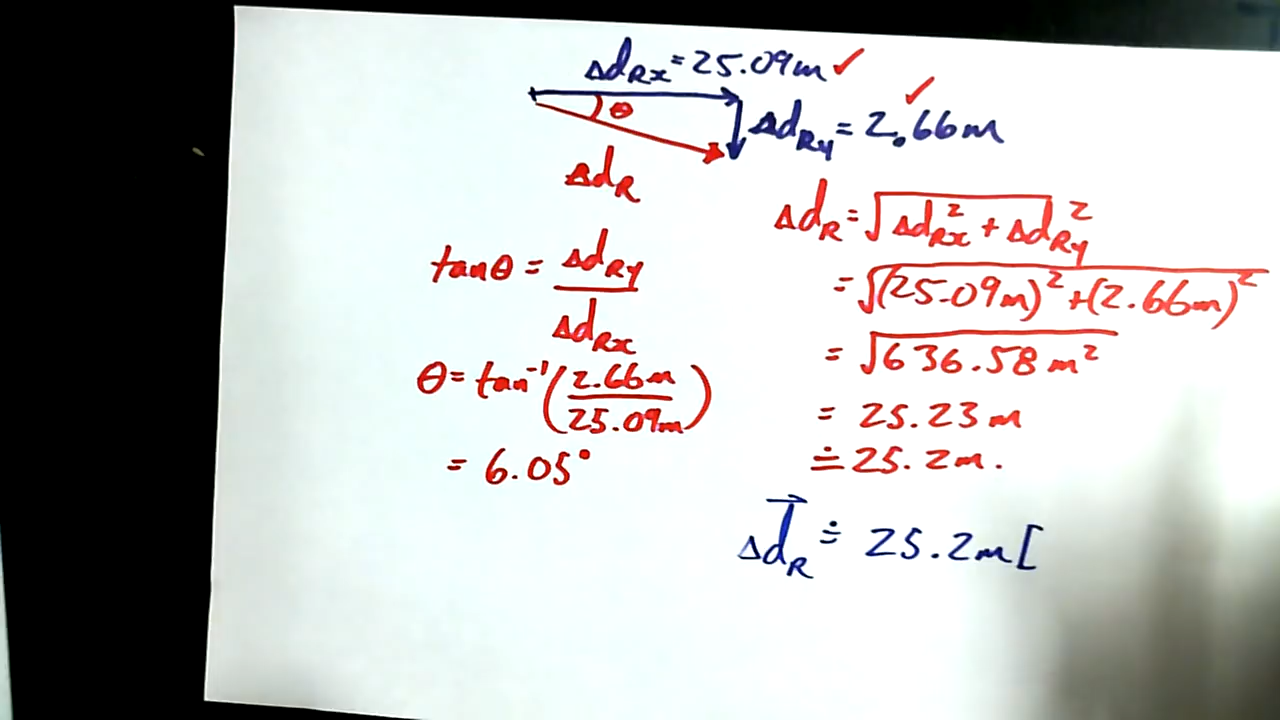 Δd_Rx = 25.09m ✓
θ
Δd_Ry = 2.66m ✓
Δd_R
Δd_R = √(Δd_Rx² + Δd_Ry²)
tanθ = Δd_Ry / Δd_Rx
= √((25.09m)² + (2.66m)²)
= √(636.58 m²)
θ = tan⁻¹(2.66m / 25.09m)
= 25.23 m
= 6.05°
≐ 25.2m.
Δd⃗_R ≐ 25.2m [